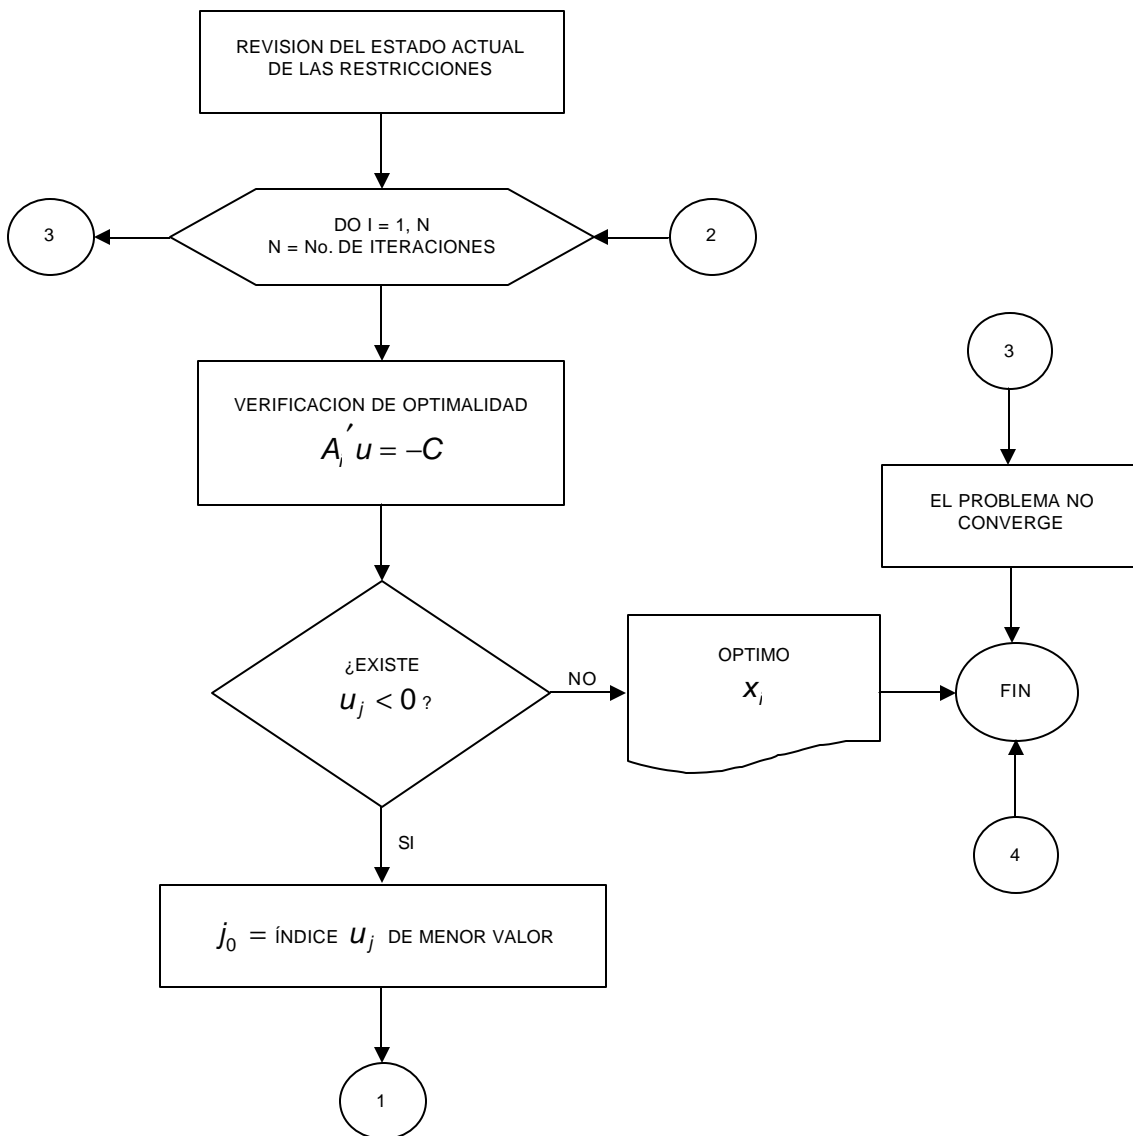 REVISION DEL ESTADO ACTUAL
DE LAS RESTRICCIONES
3
DO I = 1, N
N = No. DE ITERACIONES
2
VERIFICACION DE OPTIMALIDAD
A_i' u = –C
3
EL PROBLEMA NO
CONVERGE
¿EXISTE
u_j < 0 ?
NO
OPTIMO
x_i
FIN
SI
4
j_0 = ÍNDICE u_j DE MENOR VALOR
1